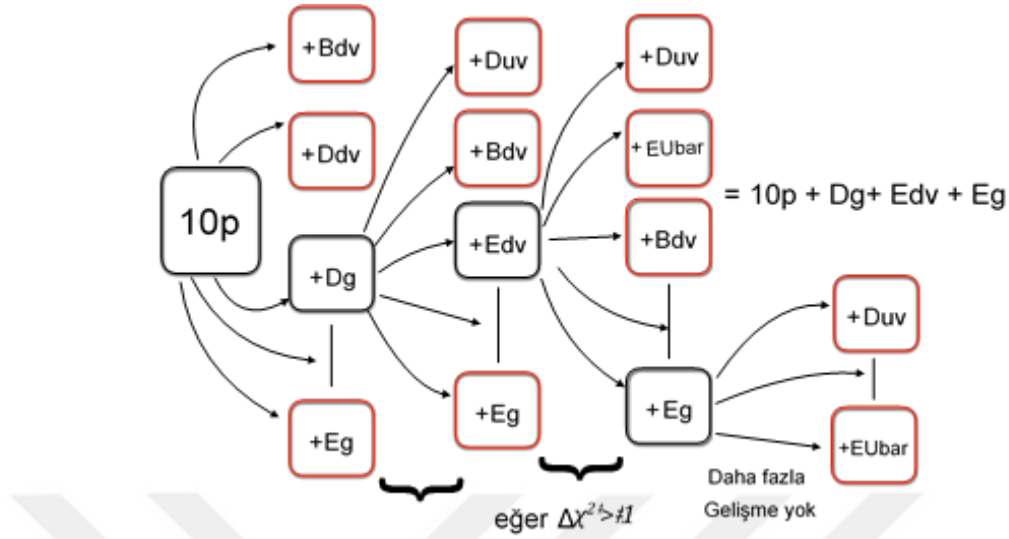 +Bdv
+Duv
+Duv
+Ddv
+Bdv
+ EUbar
10p
+Dg
+Edv
+Bdv
= 10p + Dg+ Edv + Eg
+Duv
+Eg
+Eg
+Eg
+EUbar
Daha fazla
Gelişme yok
eğer Δχ